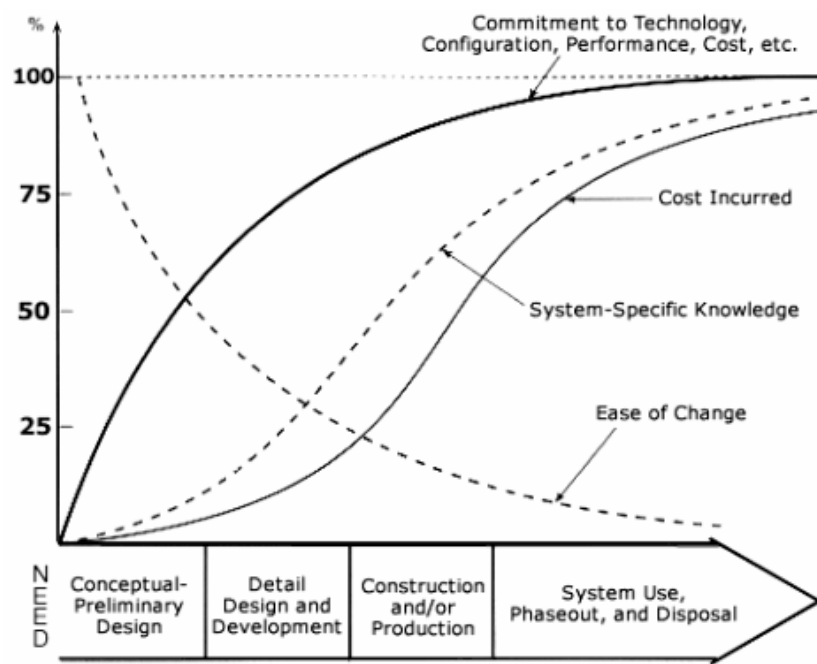 %
Commitment to Technology,
Configuration, Performance, Cost, etc.
100
75
Cost Incurred
50
System-Specific Knowledge
Ease of Change
25
NEED
Conceptual-
Preliminary
Design
Detail
Design and
Development
Construction
and/or
Production
System Use,
Phaseout, and Disposal